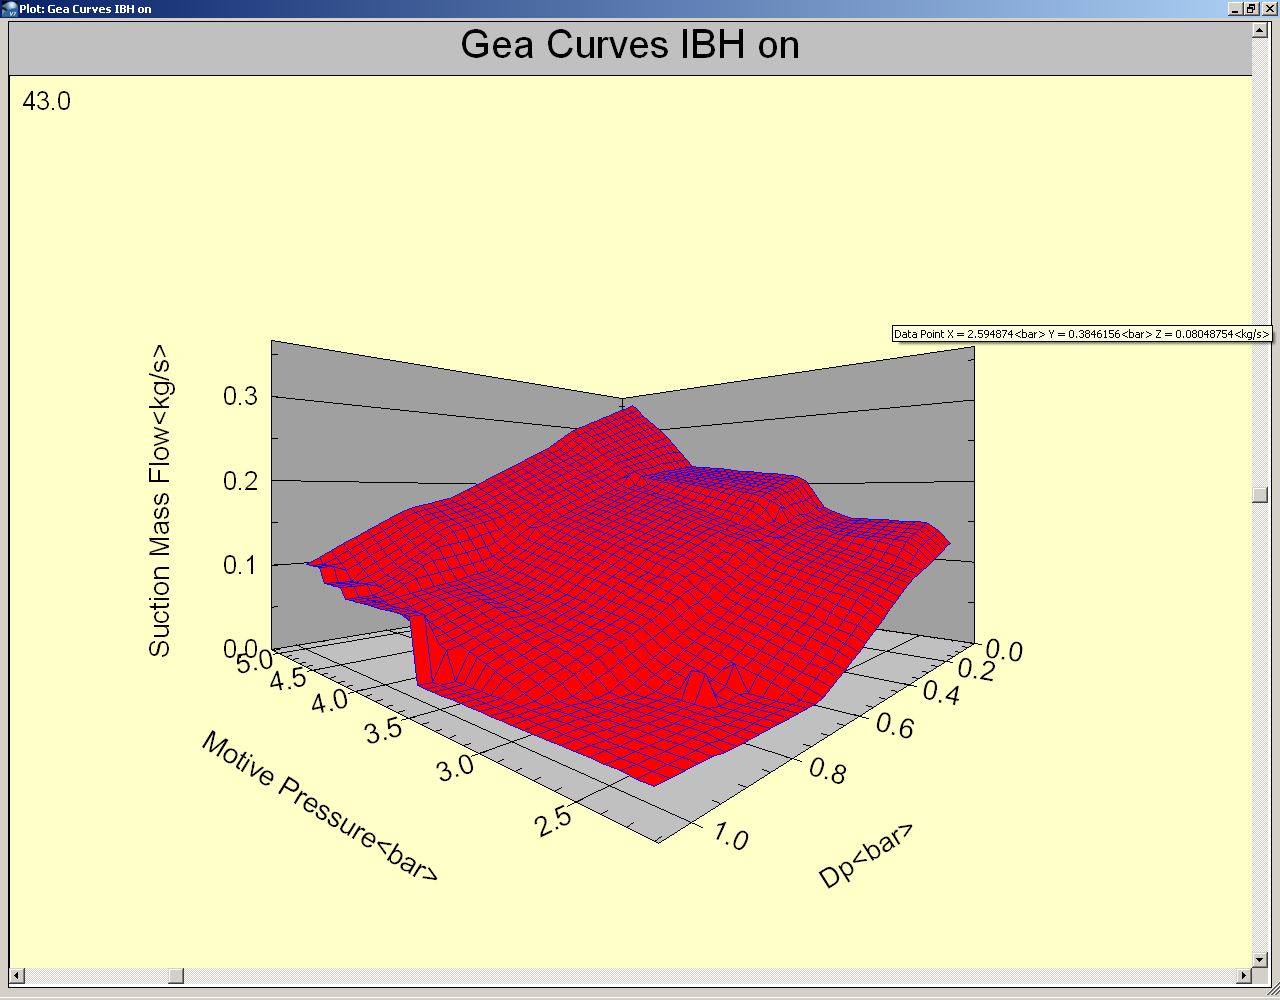 Plot: Gea Curves IBH on
Gea Curves IBH on
43.0
Data Point X = 2.594874<bar> Y = 0.3846156<bar> Z = 0.08048754<kg/s>
Suction Mass Flow<kg/s>
0.3
0.2
0.1
0.0
5.0
4.5
4.0
3.5
3.0
2.5
Motive Pressure<bar>
0.0
0.2
0.4
0.6
0.8
1.0
Dp<bar>